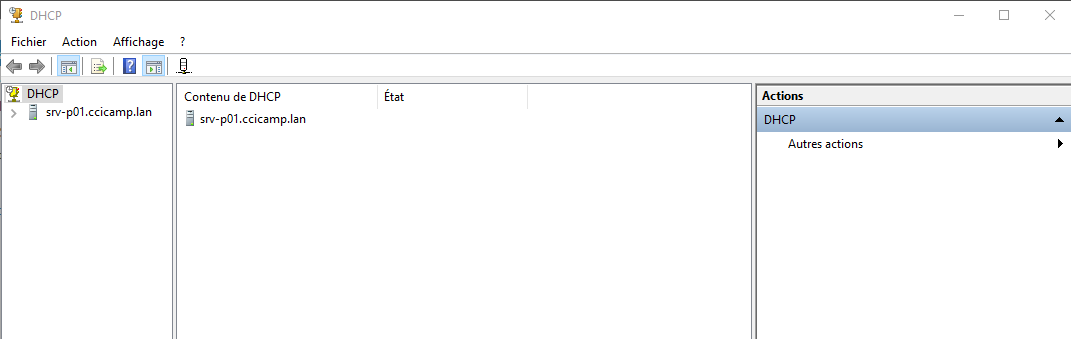 DHCP
Fichier Action Affichage ?
DHCP
srv-p01.ccicamp.lan
Contenu de DHCP État
srv-p01.ccicamp.lan
Actions
DHCP
Autres actions